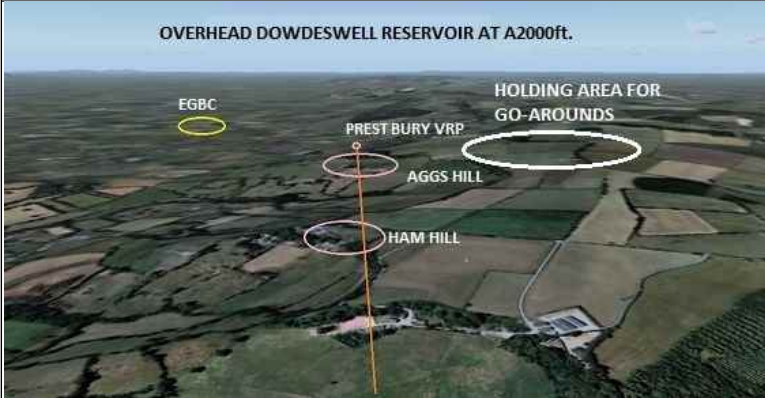 OVERHEAD DOWDESWELL RESERVOIR AT A2000ft.
EGBC
HOLDING AREA FOR
GO-AROUNDS
PREST BURY VRP
AGGS HILL
HAM HILL